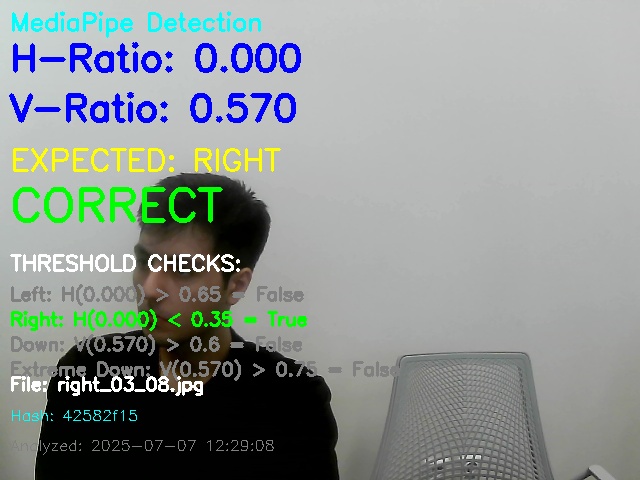 MediaPipe Detection
H-Ratio: 0.000
V-Ratio: 0.570
EXPECTED: RIGHT
CORRECT
THRESHOLD CHECKS:
Left: H(0.000) > 0.65 = False
Right: H(0.000) < 0.35 = True
Down: V(0.570) > 0.6 = False
Extreme Down: V(0.570) > 0.75 = False
File: right_03_08.jpg
Hash: 42582f15
Analyzed: 2025-07-07 12:29:08